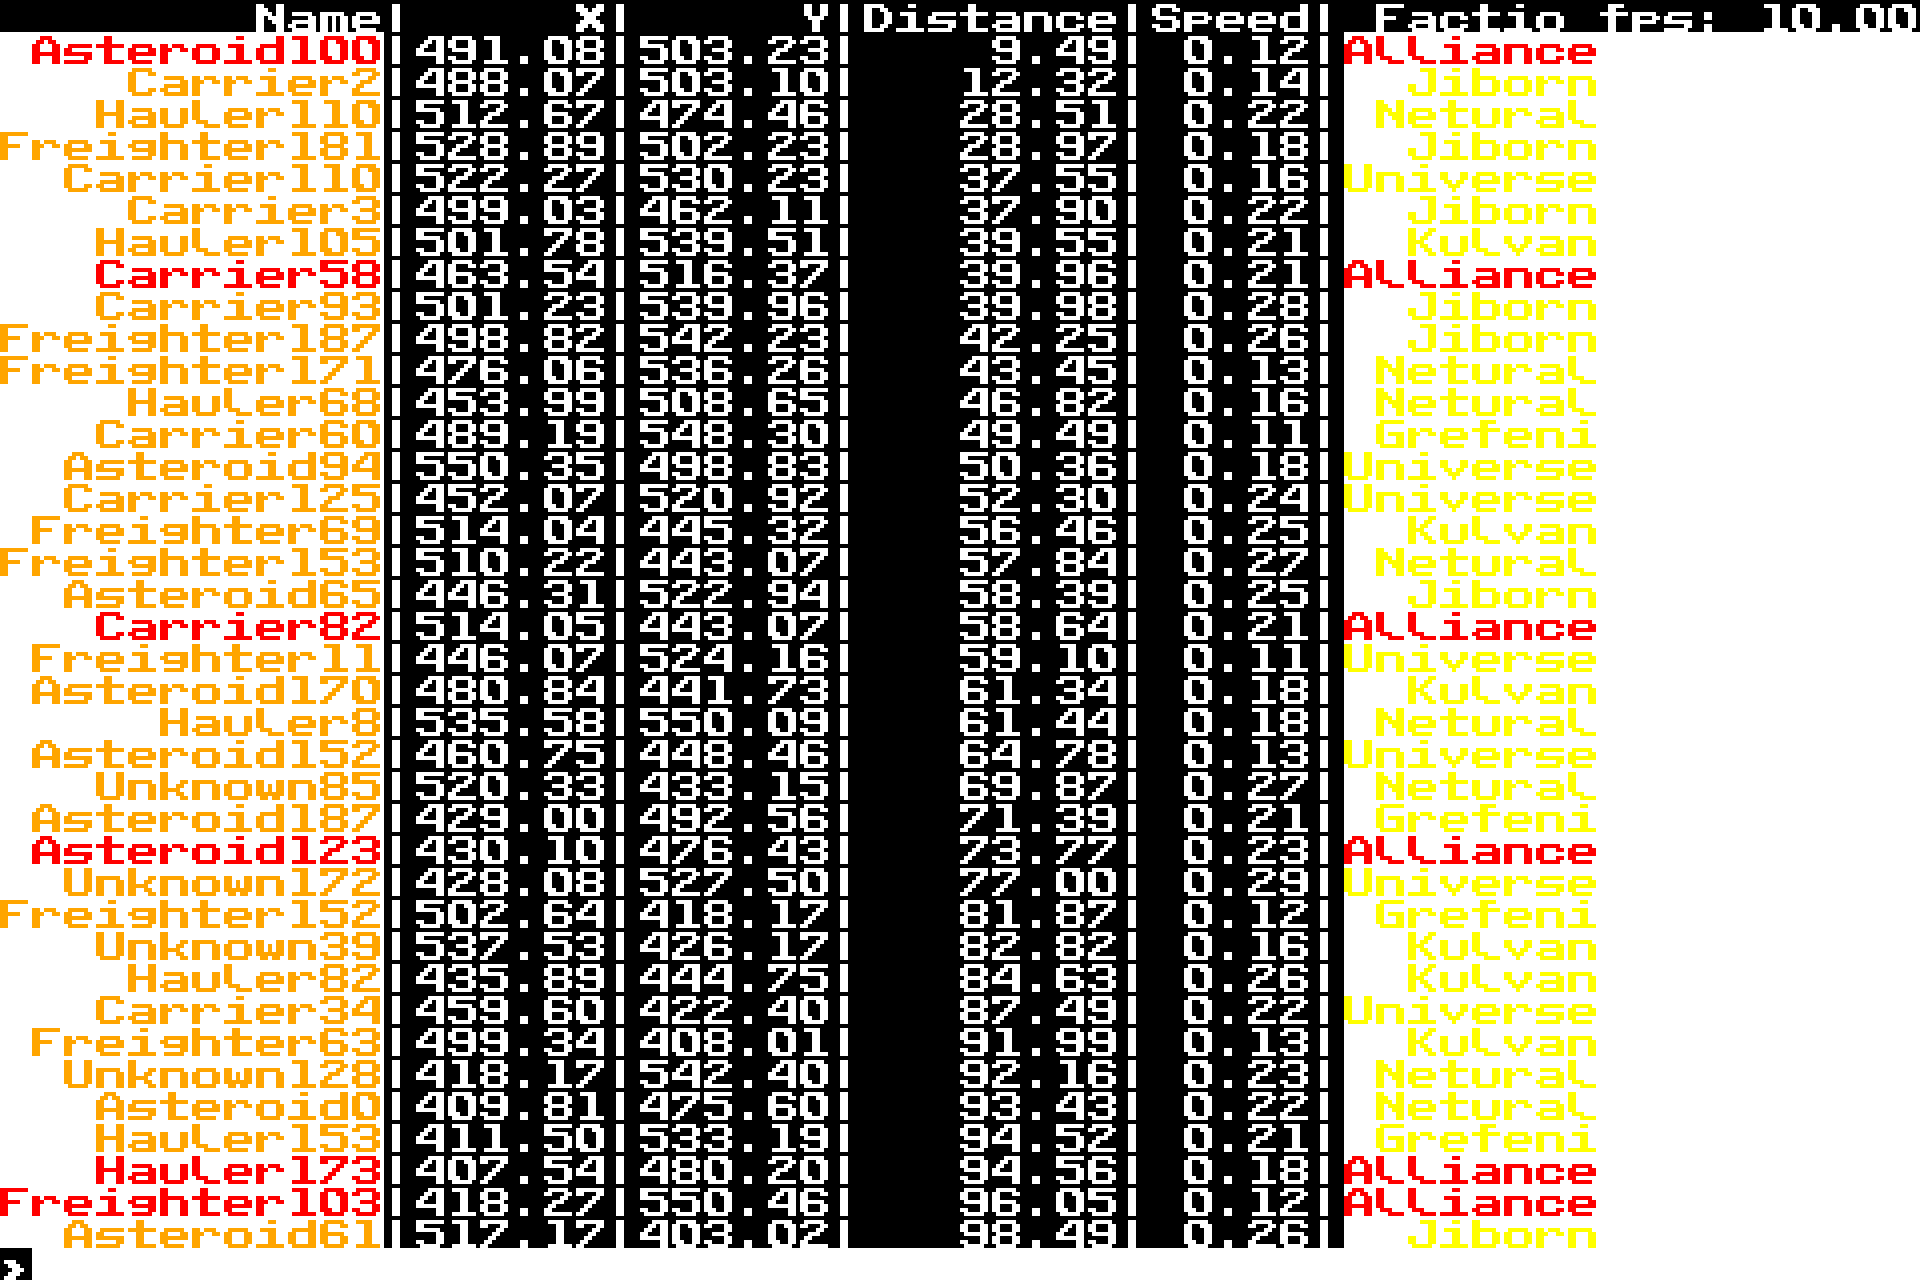 Name| X| Y|Distance|Speed| Factio fps: 10.00
Asteroid100|491.08|503.23| 9.49| 0.12|Alliance
Carrier2|488.07|503.10| 12.32| 0.14| Jiborn
Hauler110|512.67|474.46| 28.51| 0.22| Netural
Freighter181|528.89|502.23| 28.97| 0.18| Jiborn
Carrier110|522.27|530.23| 37.55| 0.16|Universe
Carrier3|499.03|462.11| 37.90| 0.22| Jiborn
Hauler105|501.78|539.51| 39.55| 0.21| Kulvan
Carrier58|463.54|516.37| 39.96| 0.21|Alliance
Carrier93|501.23|539.96| 39.98| 0.28| Jiborn
Freighter187|498.82|542.23| 42.25| 0.26| Jiborn
Freighter171|476.06|536.26| 43.45| 0.13| Netural
Hauler68|453.99|508.65| 46.82| 0.16| Netural
Carrier60|489.19|548.30| 49.49| 0.11| Grefeni
Asteroid94|550.35|498.83| 50.36| 0.18|Universe
Carrier125|452.07|520.92| 52.30| 0.24|Universe
Freighter69|514.04|445.32| 56.46| 0.25| Kulvan
Freighter153|510.22|443.07| 57.84| 0.27| Netural
Asteroid65|446.31|522.94| 58.39| 0.25| Jiborn
Carrier82|514.05|443.07| 58.64| 0.21|Alliance
Freighter11|446.07|524.16| 59.10| 0.11|Universe
Asteroid170|480.84|441.73| 61.34| 0.18| Kulvan
Hauler8|535.58|550.09| 61.44| 0.18| Netural
Asteroid152|460.75|448.46| 64.78| 0.13|Universe
Unknown85|520.33|433.15| 69.87| 0.27| Netural
Asteroid187|429.00|492.56| 71.39| 0.21| Grefeni
Asteroid123|430.10|476.43| 73.77| 0.23|Alliance
Unknown172|428.08|527.50| 77.00| 0.29|Universe
Freighter152|502.64|418.17| 81.87| 0.12| Grefeni
Unknown39|537.53|426.17| 82.82| 0.16| Kulvan
Hauler82|435.89|444.75| 84.63| 0.26| Kulvan
Carrier34|459.60|422.40| 87.49| 0.22|Universe
Freighter63|499.34|408.01| 91.99| 0.13| Kulvan
Unknown128|418.17|542.40| 92.16| 0.23| Netural
Asteroid0|409.81|475.60| 93.43| 0.22| Netural
Hauler153|411.50|533.19| 94.52| 0.21| Grefeni
Hauler173|407.54|480.20| 94.56| 0.18|Alliance
Freighter103|418.27|550.46| 96.05| 0.12|Alliance
Asteroid61|517.17|403.02| 98.49| 0.26| Jiborn